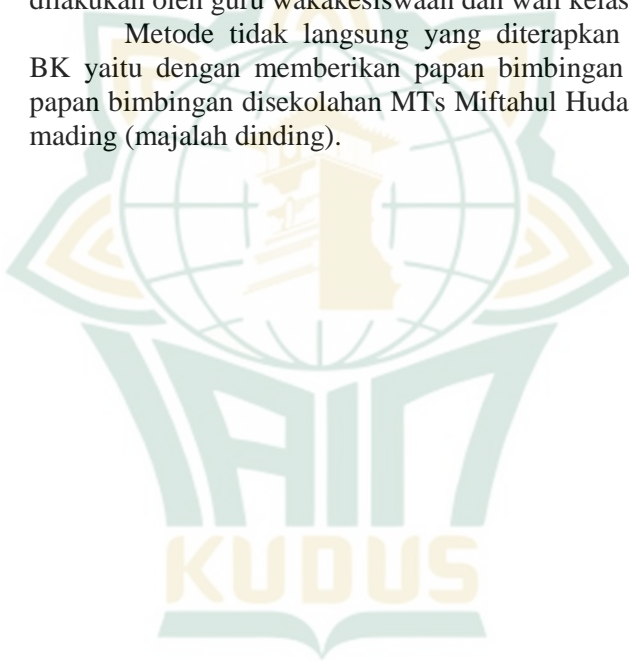 dilakukan oleh guru wakakesiswaan dan wali kelas
Metode tidak langsung yang diterapkan
BK yaitu dengan memberikan papan bimbingan
papan bimbingan disekolahan MTs Miftahul Huda
mading (majalah dinding).
IAIN
KUDUS